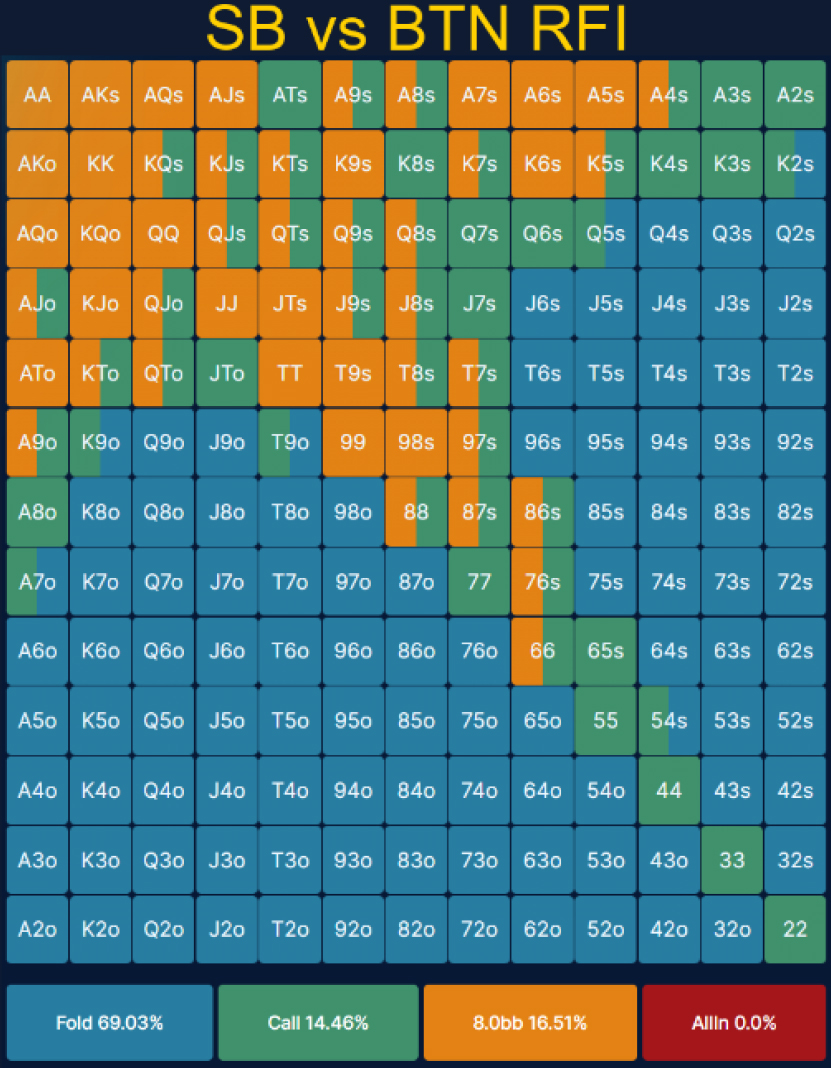 SB vs BTN RFI
AA AKs AQs AJs ATs A9s A8s A7s A6s A5s A4s A3s A2s
AKo KK KQs KJs KTs K9s K8s K7s K6s K5s K4s K3s K2s
AQo KQo QQ QJs QTs Q9s Q8s Q7s Q6s Q5s Q4s Q3s Q2s
AJo KJo QJo JJ JTs J9s J8s J7s J6s J5s J4s J3s J2s
ATo KTo QTo JTo TT T9s T8s T7s T6s T5s T4s T3s T2s
A9o K9o Q9o J9o T9o 99 98s 97s 96s 95s 94s 93s 92s
A8o K8o Q8o J8o T8o 98o 88 87s 86s 85s 84s 83s 82s
A7o K7o Q7o J7o T7o 97o 87o 77 76s 75s 74s 73s 72s
A6o K6o Q6o J6o T6o 96o 86o 76o 66 65s 64s 63s 62s
A5o K5o Q5o J5o T5o 95o 85o 75o 65o 55 54s 53s 52s
A4o K4o Q4o J4o T4o 94o 84o 74o 64o 54o 44 43s 42s
A3o K3o Q3o J3o T3o 93o 83o 73o 63o 53o 43o 33 32s
A2o K2o Q2o J2o T2o 92o 82o 72o 62o 52o 42o 32o 22
Fold 69.03% Call 14.46% 8.0bb 16.51% AllIn 0.0%